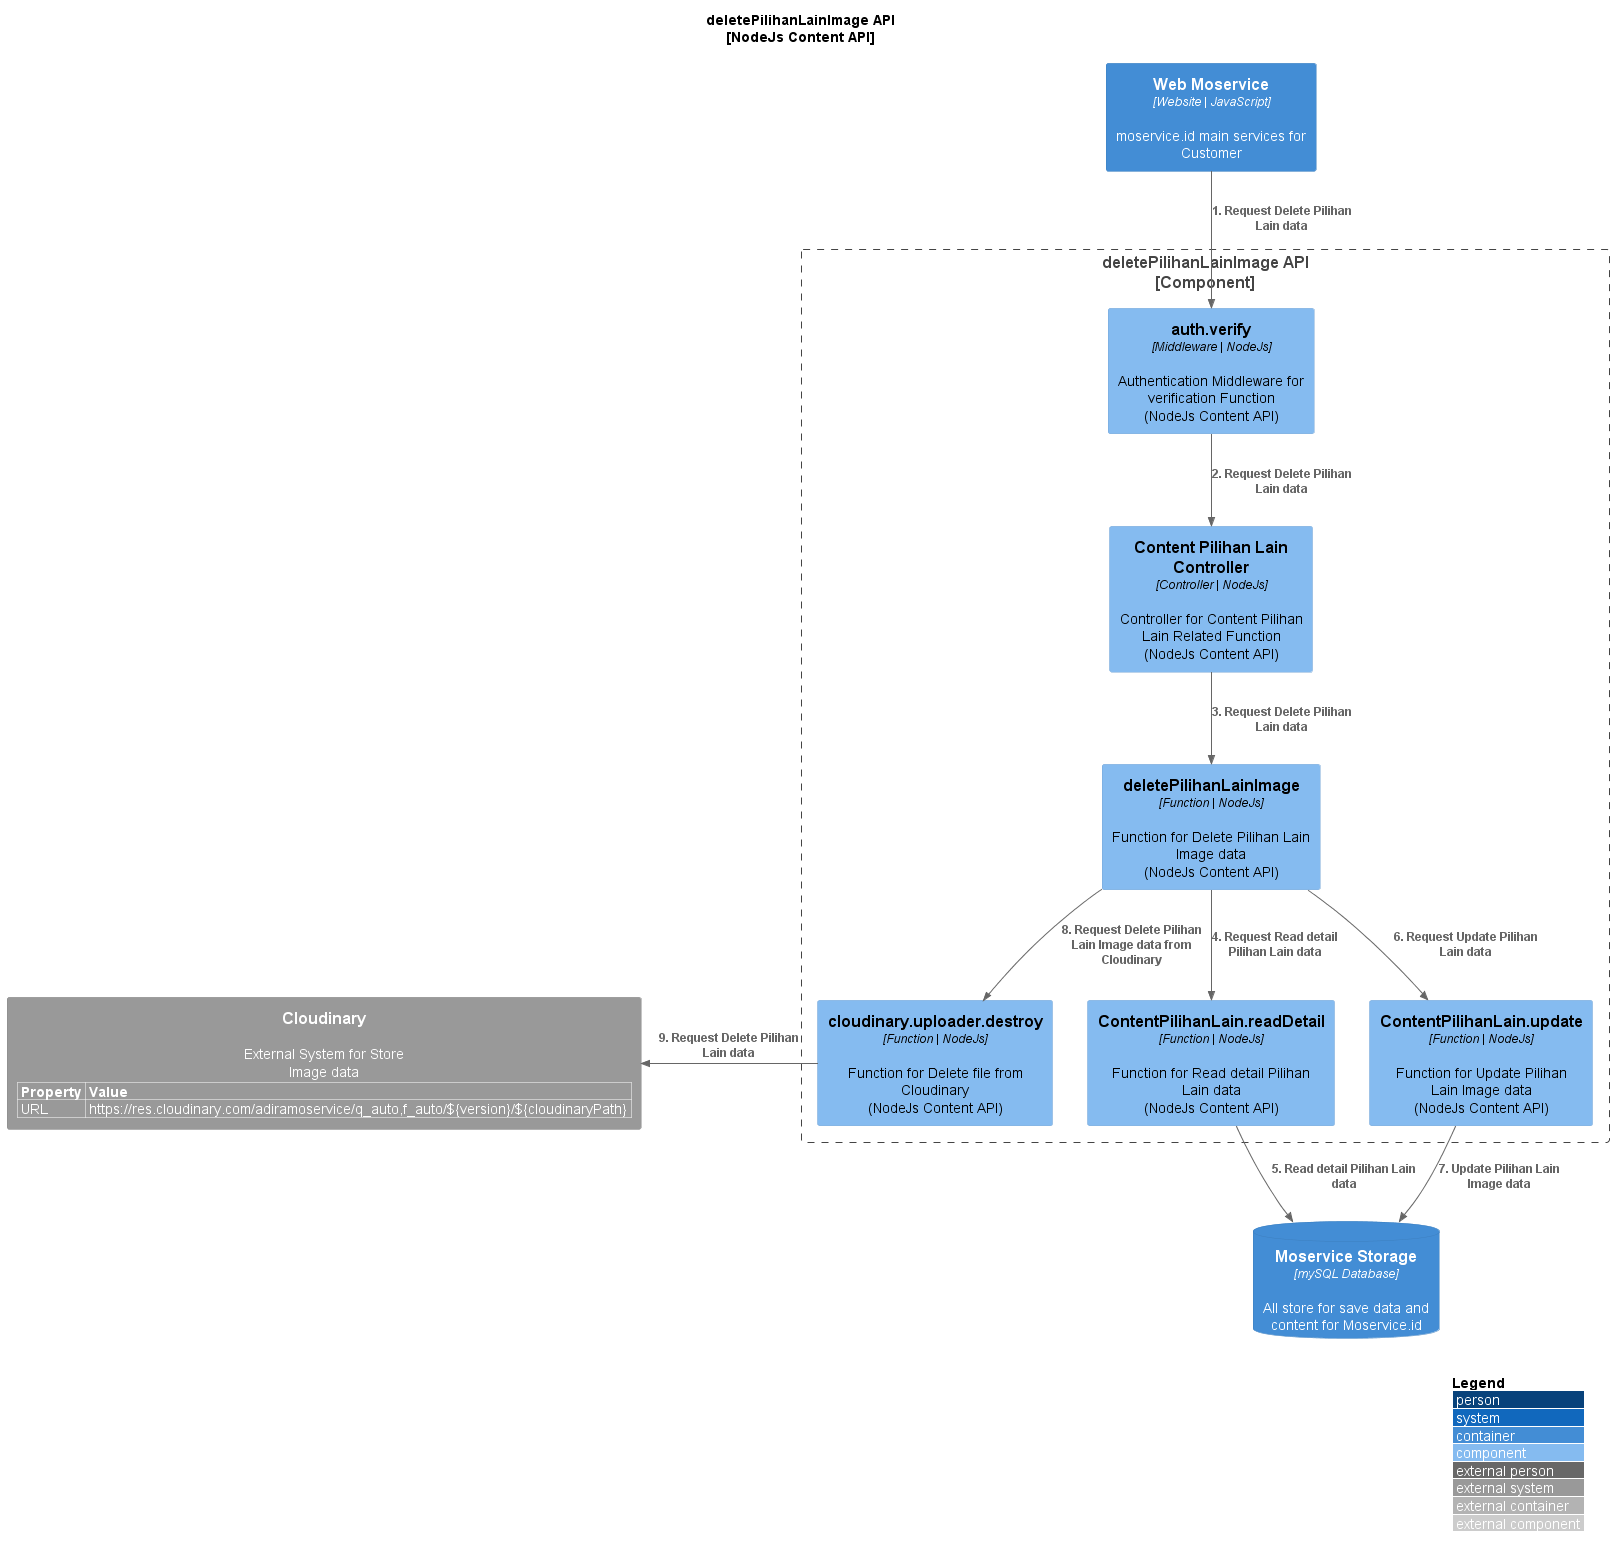 deletePilihanLainImage API
[NodeJs Content API]
Web Moservice
[Website | JavaScript]
moservice.id main services for
Customer
1. Request Delete Pilihan
Lain data
deletePilihanLainImage API
[Component]
auth.verify
[Middleware | NodeJs]
Authentication Middleware for
verification Function
(NodeJs Content API)
2. Request Delete Pilihan
Lain data
Content Pilihan Lain
Controller
[Controller | NodeJs]
Controller for Content Pilihan
Lain Related Function
(NodeJs Content API)
3. Request Delete Pilihan
Lain data
deletePilihanLainImage
[Function | NodeJs]
Function for Delete Pilihan Lain
Image data
(NodeJs Content API)
8. Request Delete Pilihan
Lain Image data from
Cloudinary
4. Request Read detail
Pilihan Lain data
6. Request Update Pilihan
Lain data
Cloudinary
External System for Store
Image data
Property Value
URL https://res.cloudinary.com/adiramoservice/q_auto,f_auto/${version}/${cloudinaryPath}
9. Request Delete Pilihan
Lain data
cloudinary.uploader.destroy
[Function | NodeJs]
Function for Delete file from
Cloudinary
(NodeJs Content API)
ContentPilihanLain.readDetail
[Function | NodeJs]
Function for Read detail Pilihan
Lain data
(NodeJs Content API)
ContentPilihanLain.update
[Function | NodeJs]
Function for Update Pilihan
Lain Image data
(NodeJs Content API)
5. Read detail Pilihan Lain
data
7. Update Pilihan Lain
Image data
Moservice Storage
[mySQL Database]
All store for save data and
content for Moservice.id
Legend
person
system
container
component
external person
external system
external container
external component